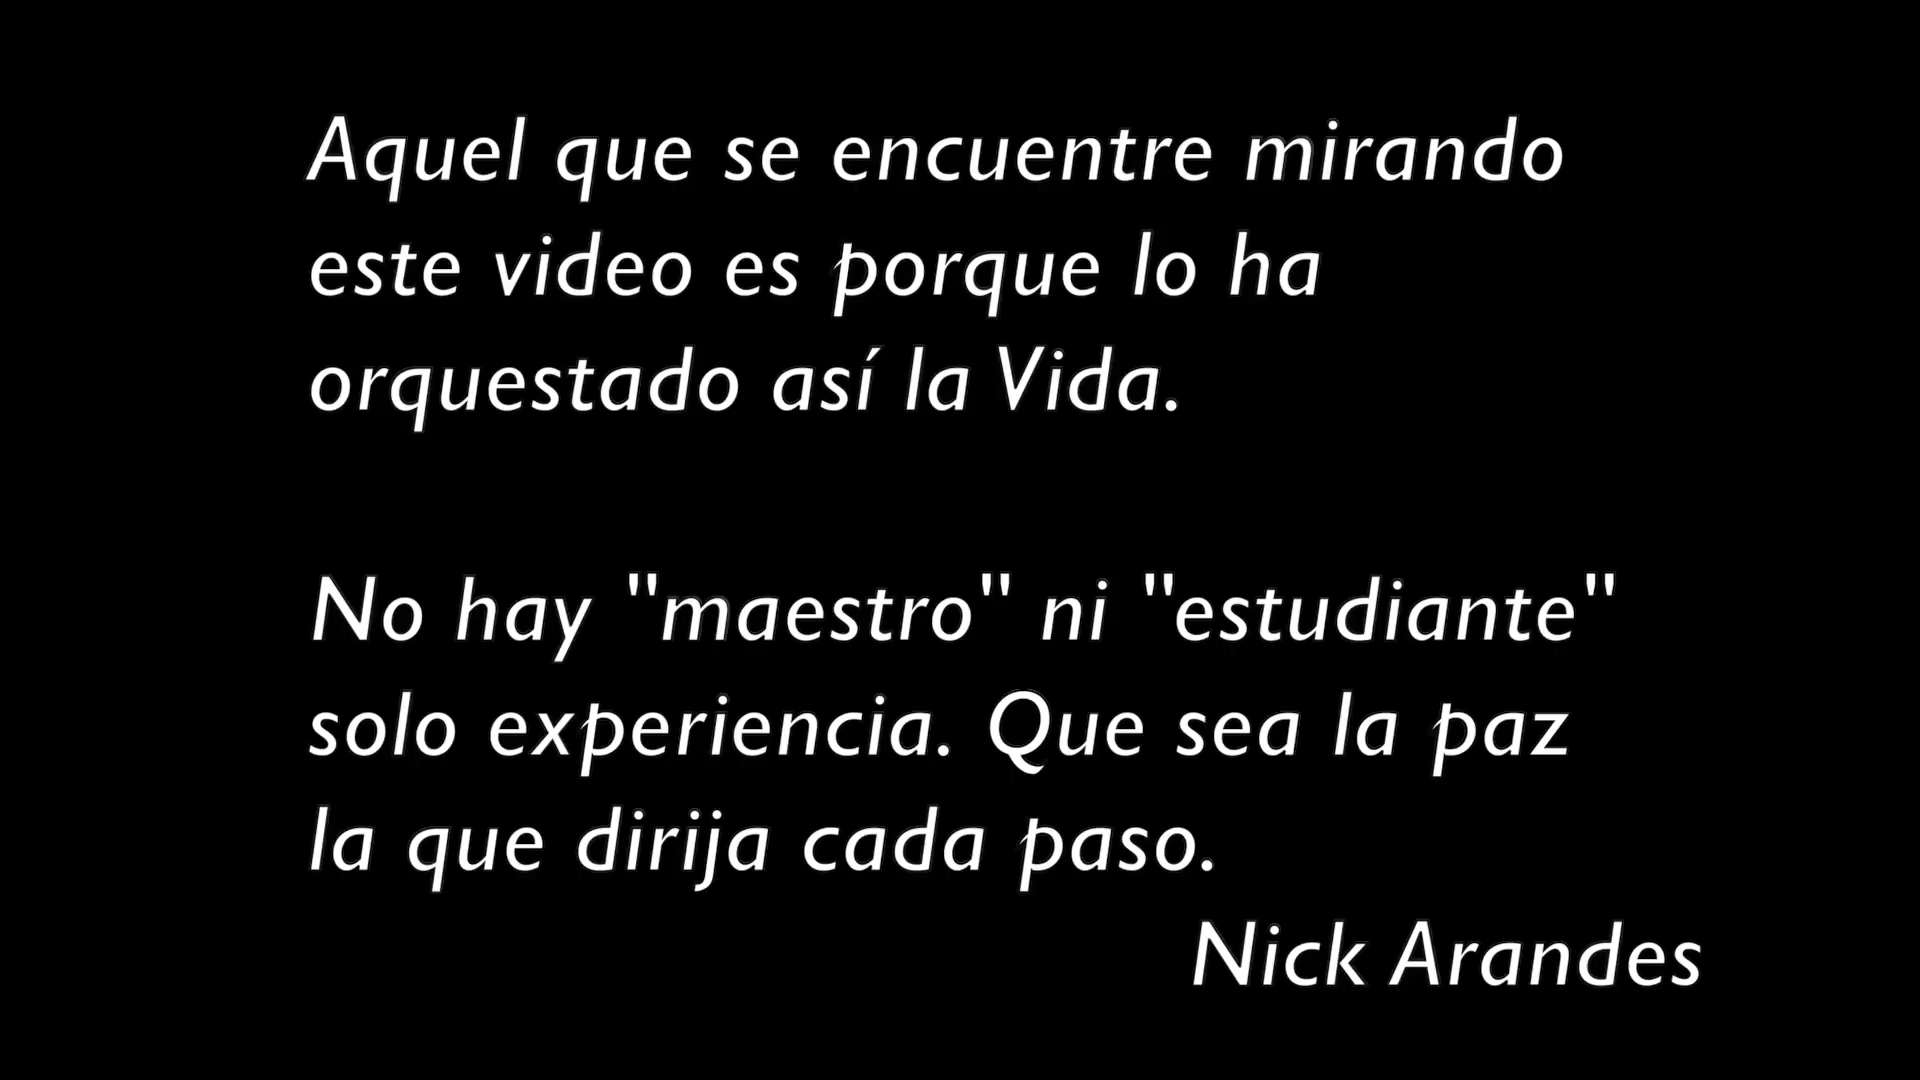 Aquel que se encuentre mirando
este video es porque lo ha
orquestado así la Vida.
No hay "maestro" ni "estudiante"
solo experiencia. Que sea la paz
la que dirija cada paso.
Nick Arandes